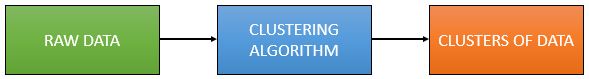 RAW DATA
CLUSTERING
ALGORITHM
CLUSTERS OF DATA